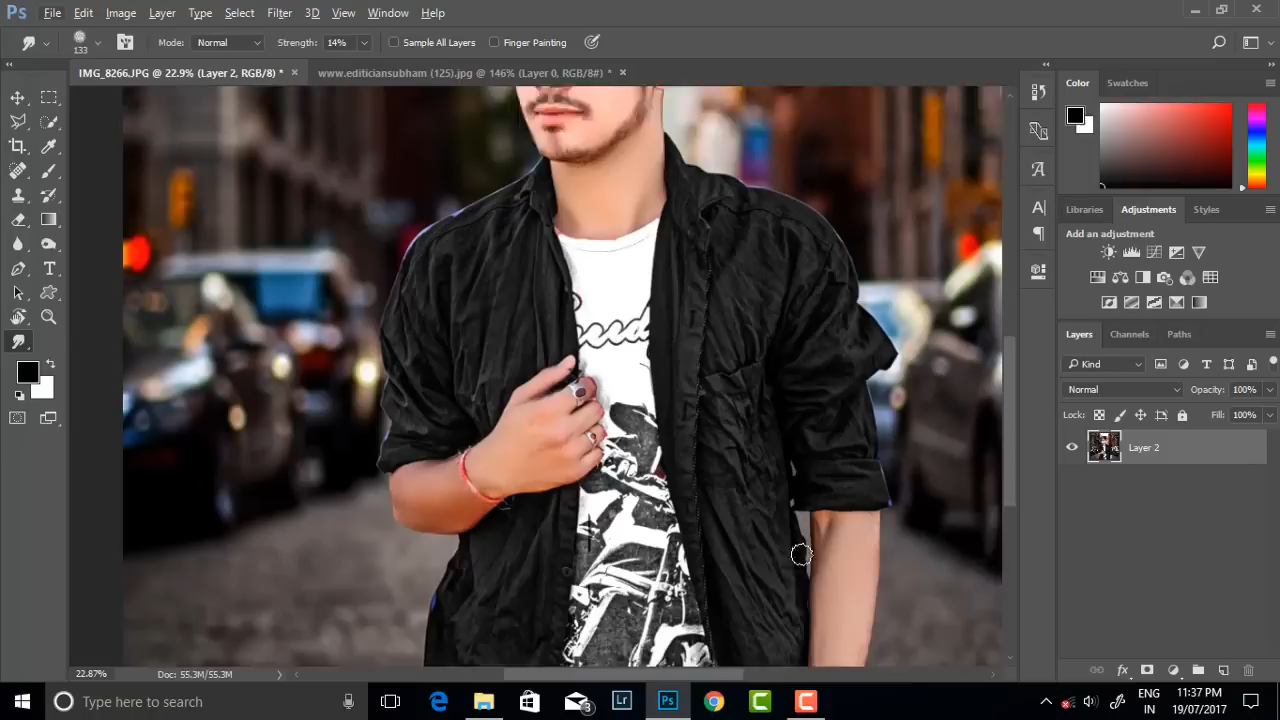 Ps File Edit Image Layer Type Select Filter 3D View Window Help
133 Mode: Normal Strength: 14% Sample All Layers Finger Painting
IMG_8266.JPG @ 22.9% (Layer 2, RGB/8) * × www.editiciansubham (125).jpg @ 146% (Layer 0, RGB/8#) * ×
Color Swatches
Libraries Adjustments Styles
Add an adjustment
Layers Channels Paths
Kind
Normal Opacity: 100%
Lock: Fill: 100%
Layer 2
22.87% Doc: 55.3M/55.3M
Type here to search
3
Lr
Ps
ENG
IN
11:37 PM
19/07/2017